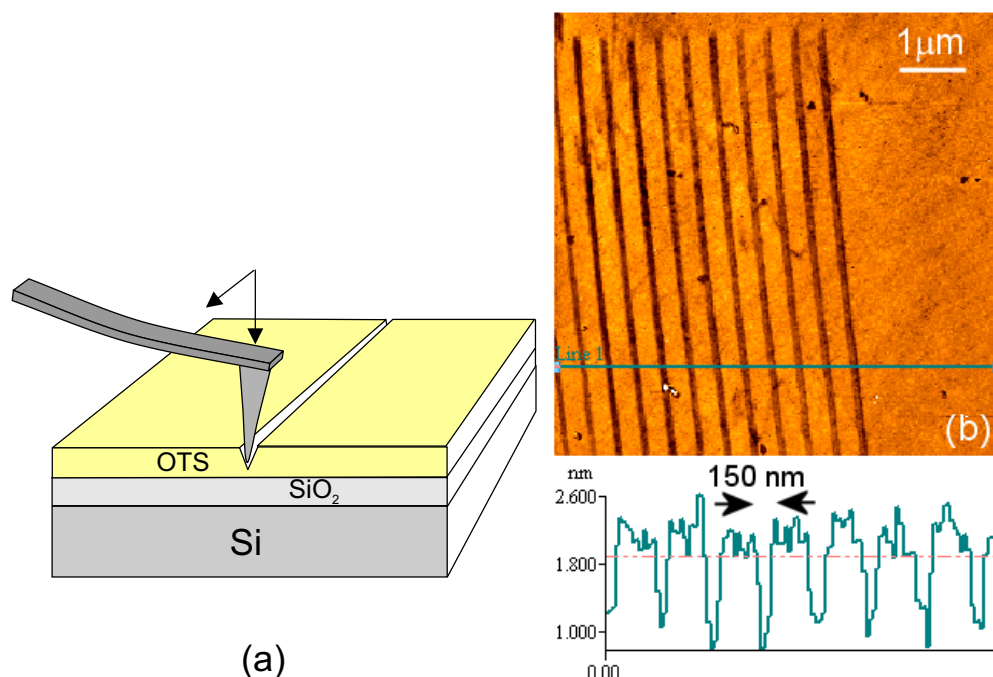 OTS
SiO₂
Si
(a)
1μm
Line 1
(b)
nm
150 nm
2.600
1.800
1.000
0.00